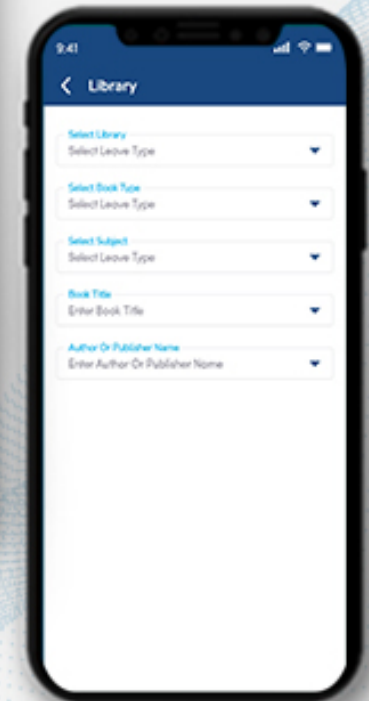 9:41
Library
Select Library
Select Leave Type
Select Book Type
Select Leave Type
Select Subject
Select Leave Type
Book Title
Enter Book Title
Author Or Publisher Name
Enter Author Or Publisher Name